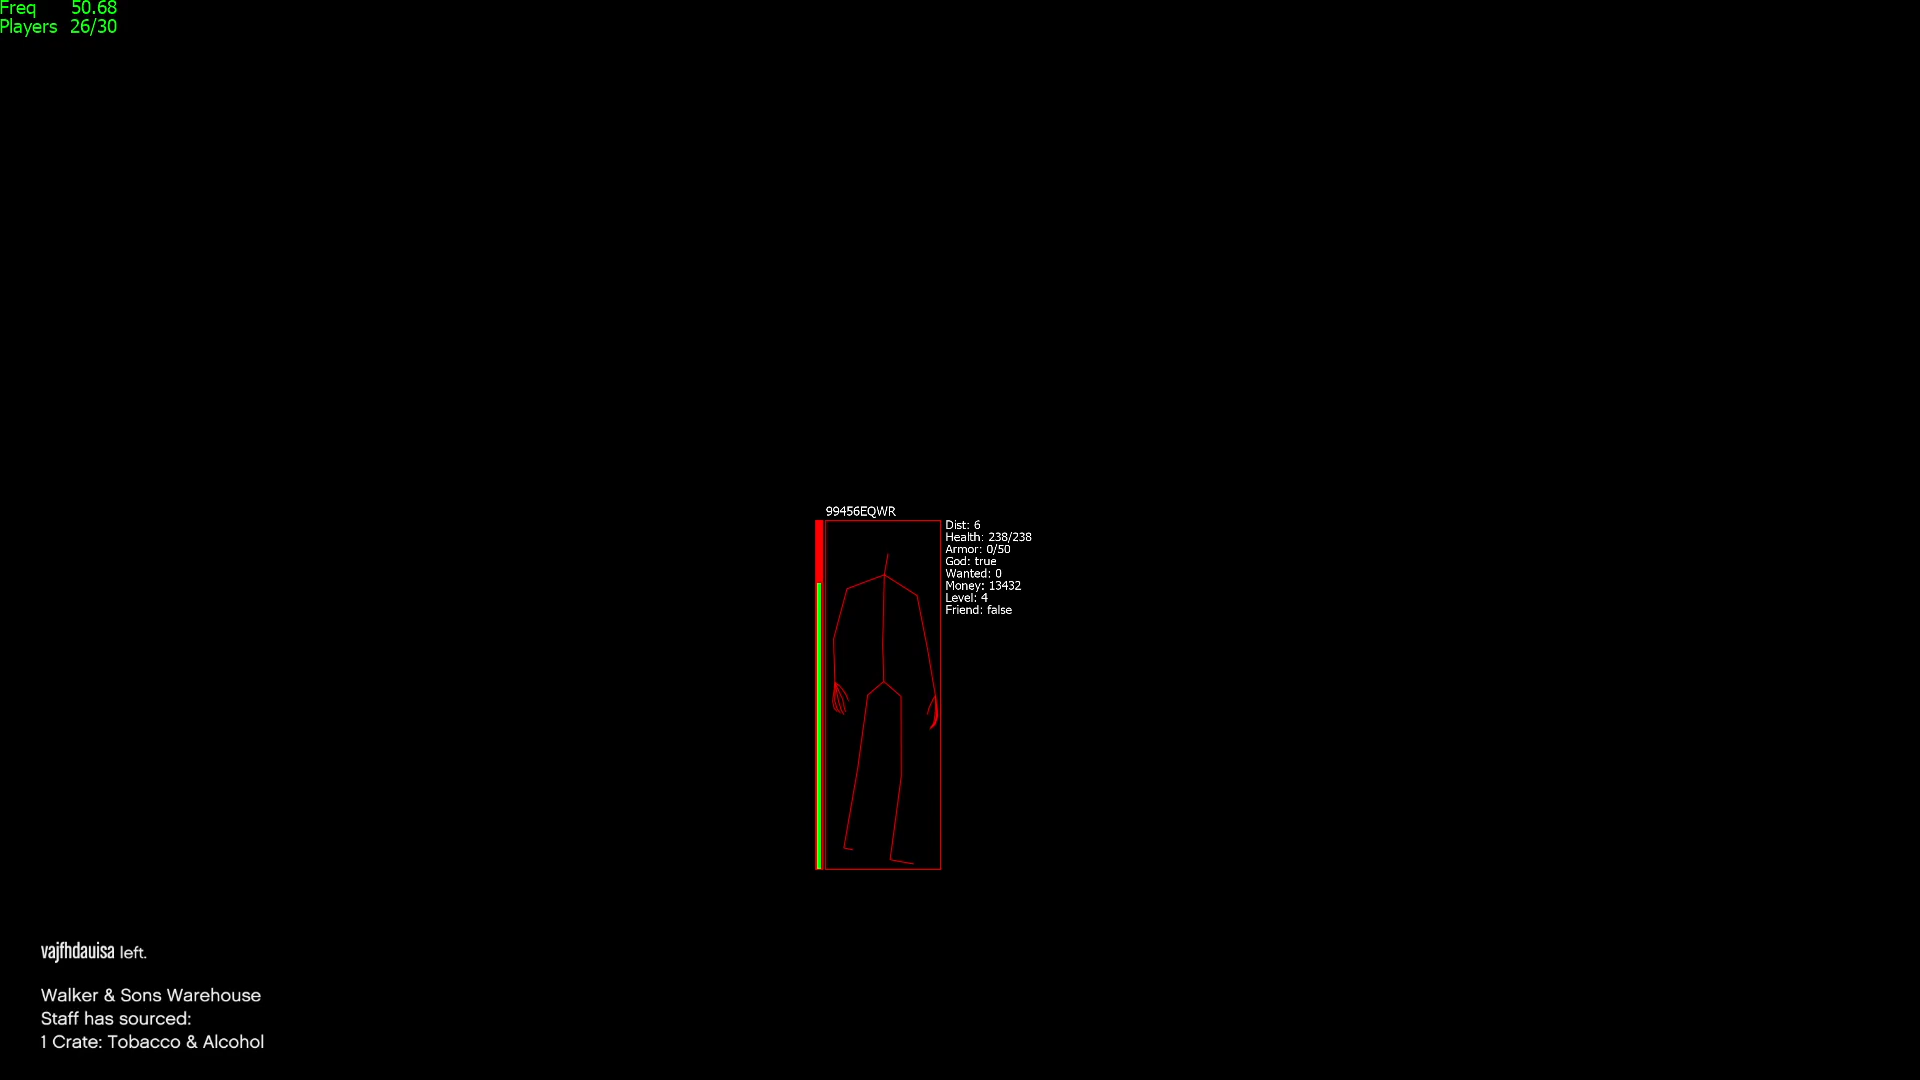 Freq 50.68
Players 26/30
99456EQWR
Dist: 6
Health: 238/238
Armor: 0/50
God: true
Wanted: 0
Money: 13432
Level: 4
Friend: false
vajfhdauisa left.
Walker & Sons Warehouse
Staff has sourced:
1 Crate: Tobacco & Alcohol